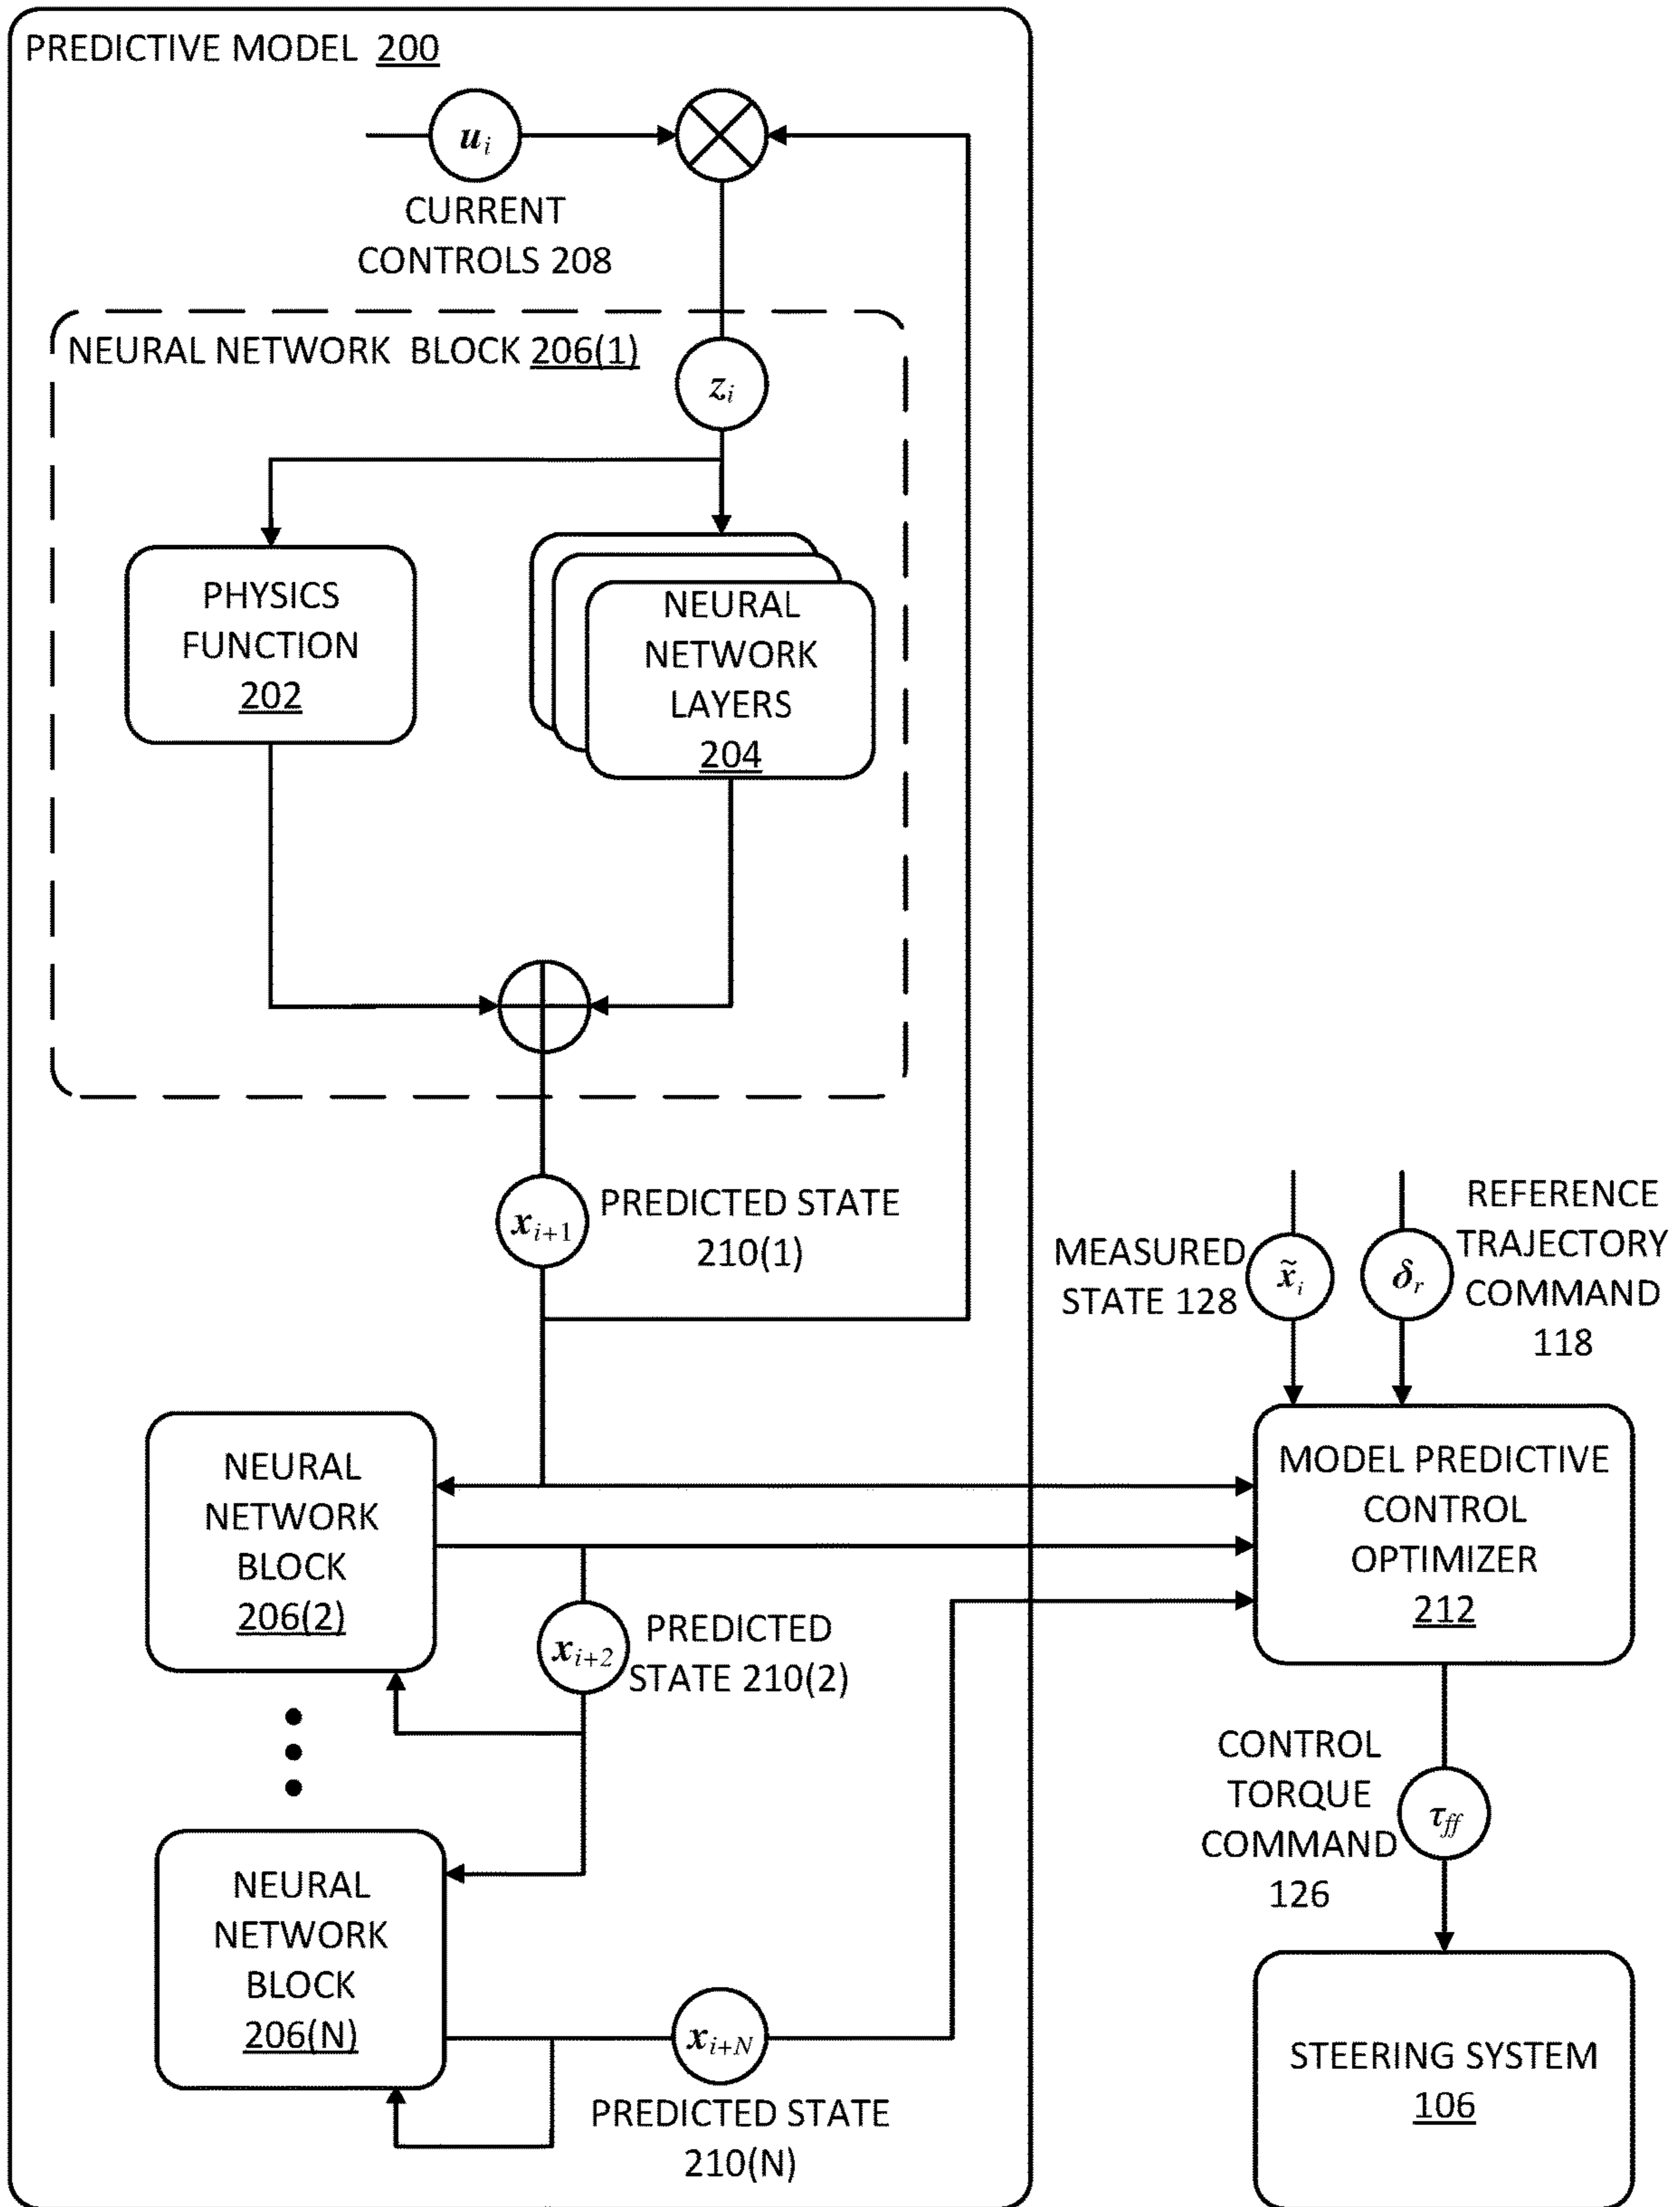 PREDICTIVE MODEL 200
u_i
CURRENT
CONTROLS 208
NEURAL NETWORK BLOCK 206(1)
z_i
PHYSICS
FUNCTION
202
NEURAL
NETWORK
LAYERS
204
x_{i+1}
PREDICTED STATE
210(1)
MEASURED
STATE 128
x̃_i
δ_r
REFERENCE
TRAJECTORY
COMMAND
118
NEURAL
NETWORK
BLOCK
206(2)
MODEL PREDICTIVE
CONTROL
OPTIMIZER
212
x_{i+2}
PREDICTED
STATE 210(2)
CONTROL
TORQUE
COMMAND
126
τ_{ff}
NEURAL
NETWORK
BLOCK
206(N)
x_{i+N}
PREDICTED STATE
210(N)
STEERING SYSTEM
106